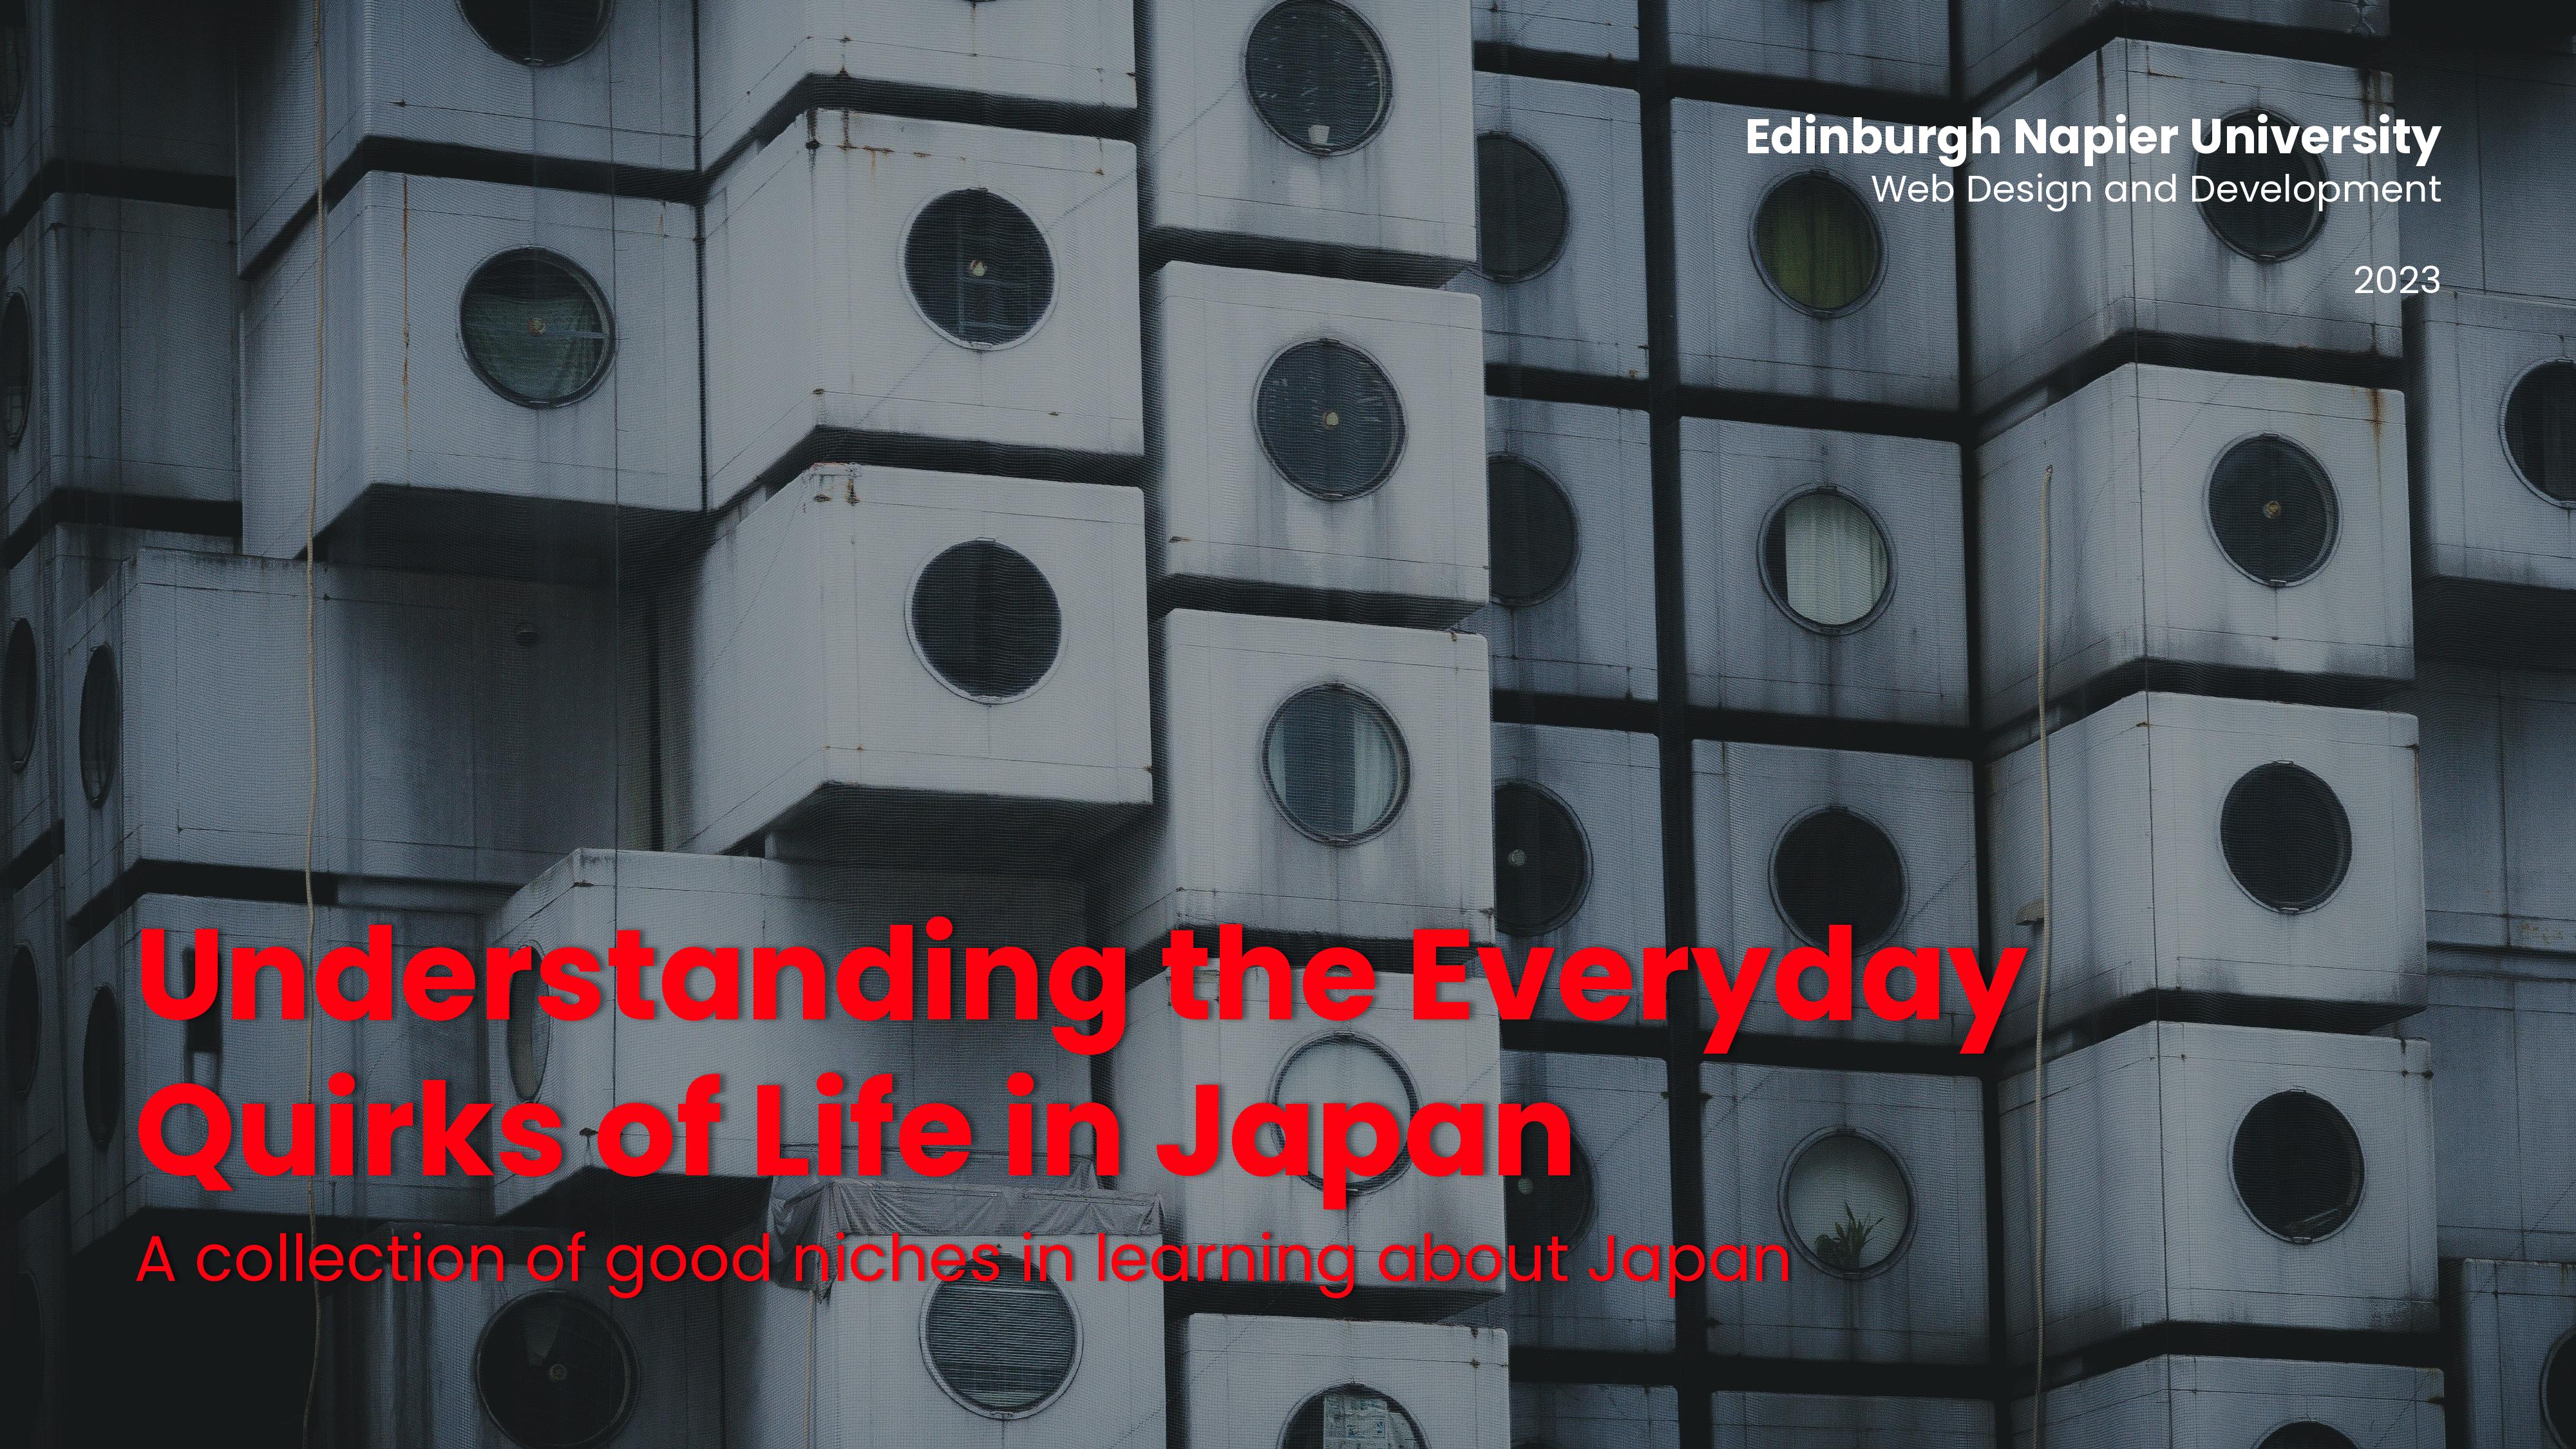 Edinburgh Napier University
Web Design and Development
2023
Understanding the Everyday
Quirks of Life in Japan
A collection of good niches in learning about Japan